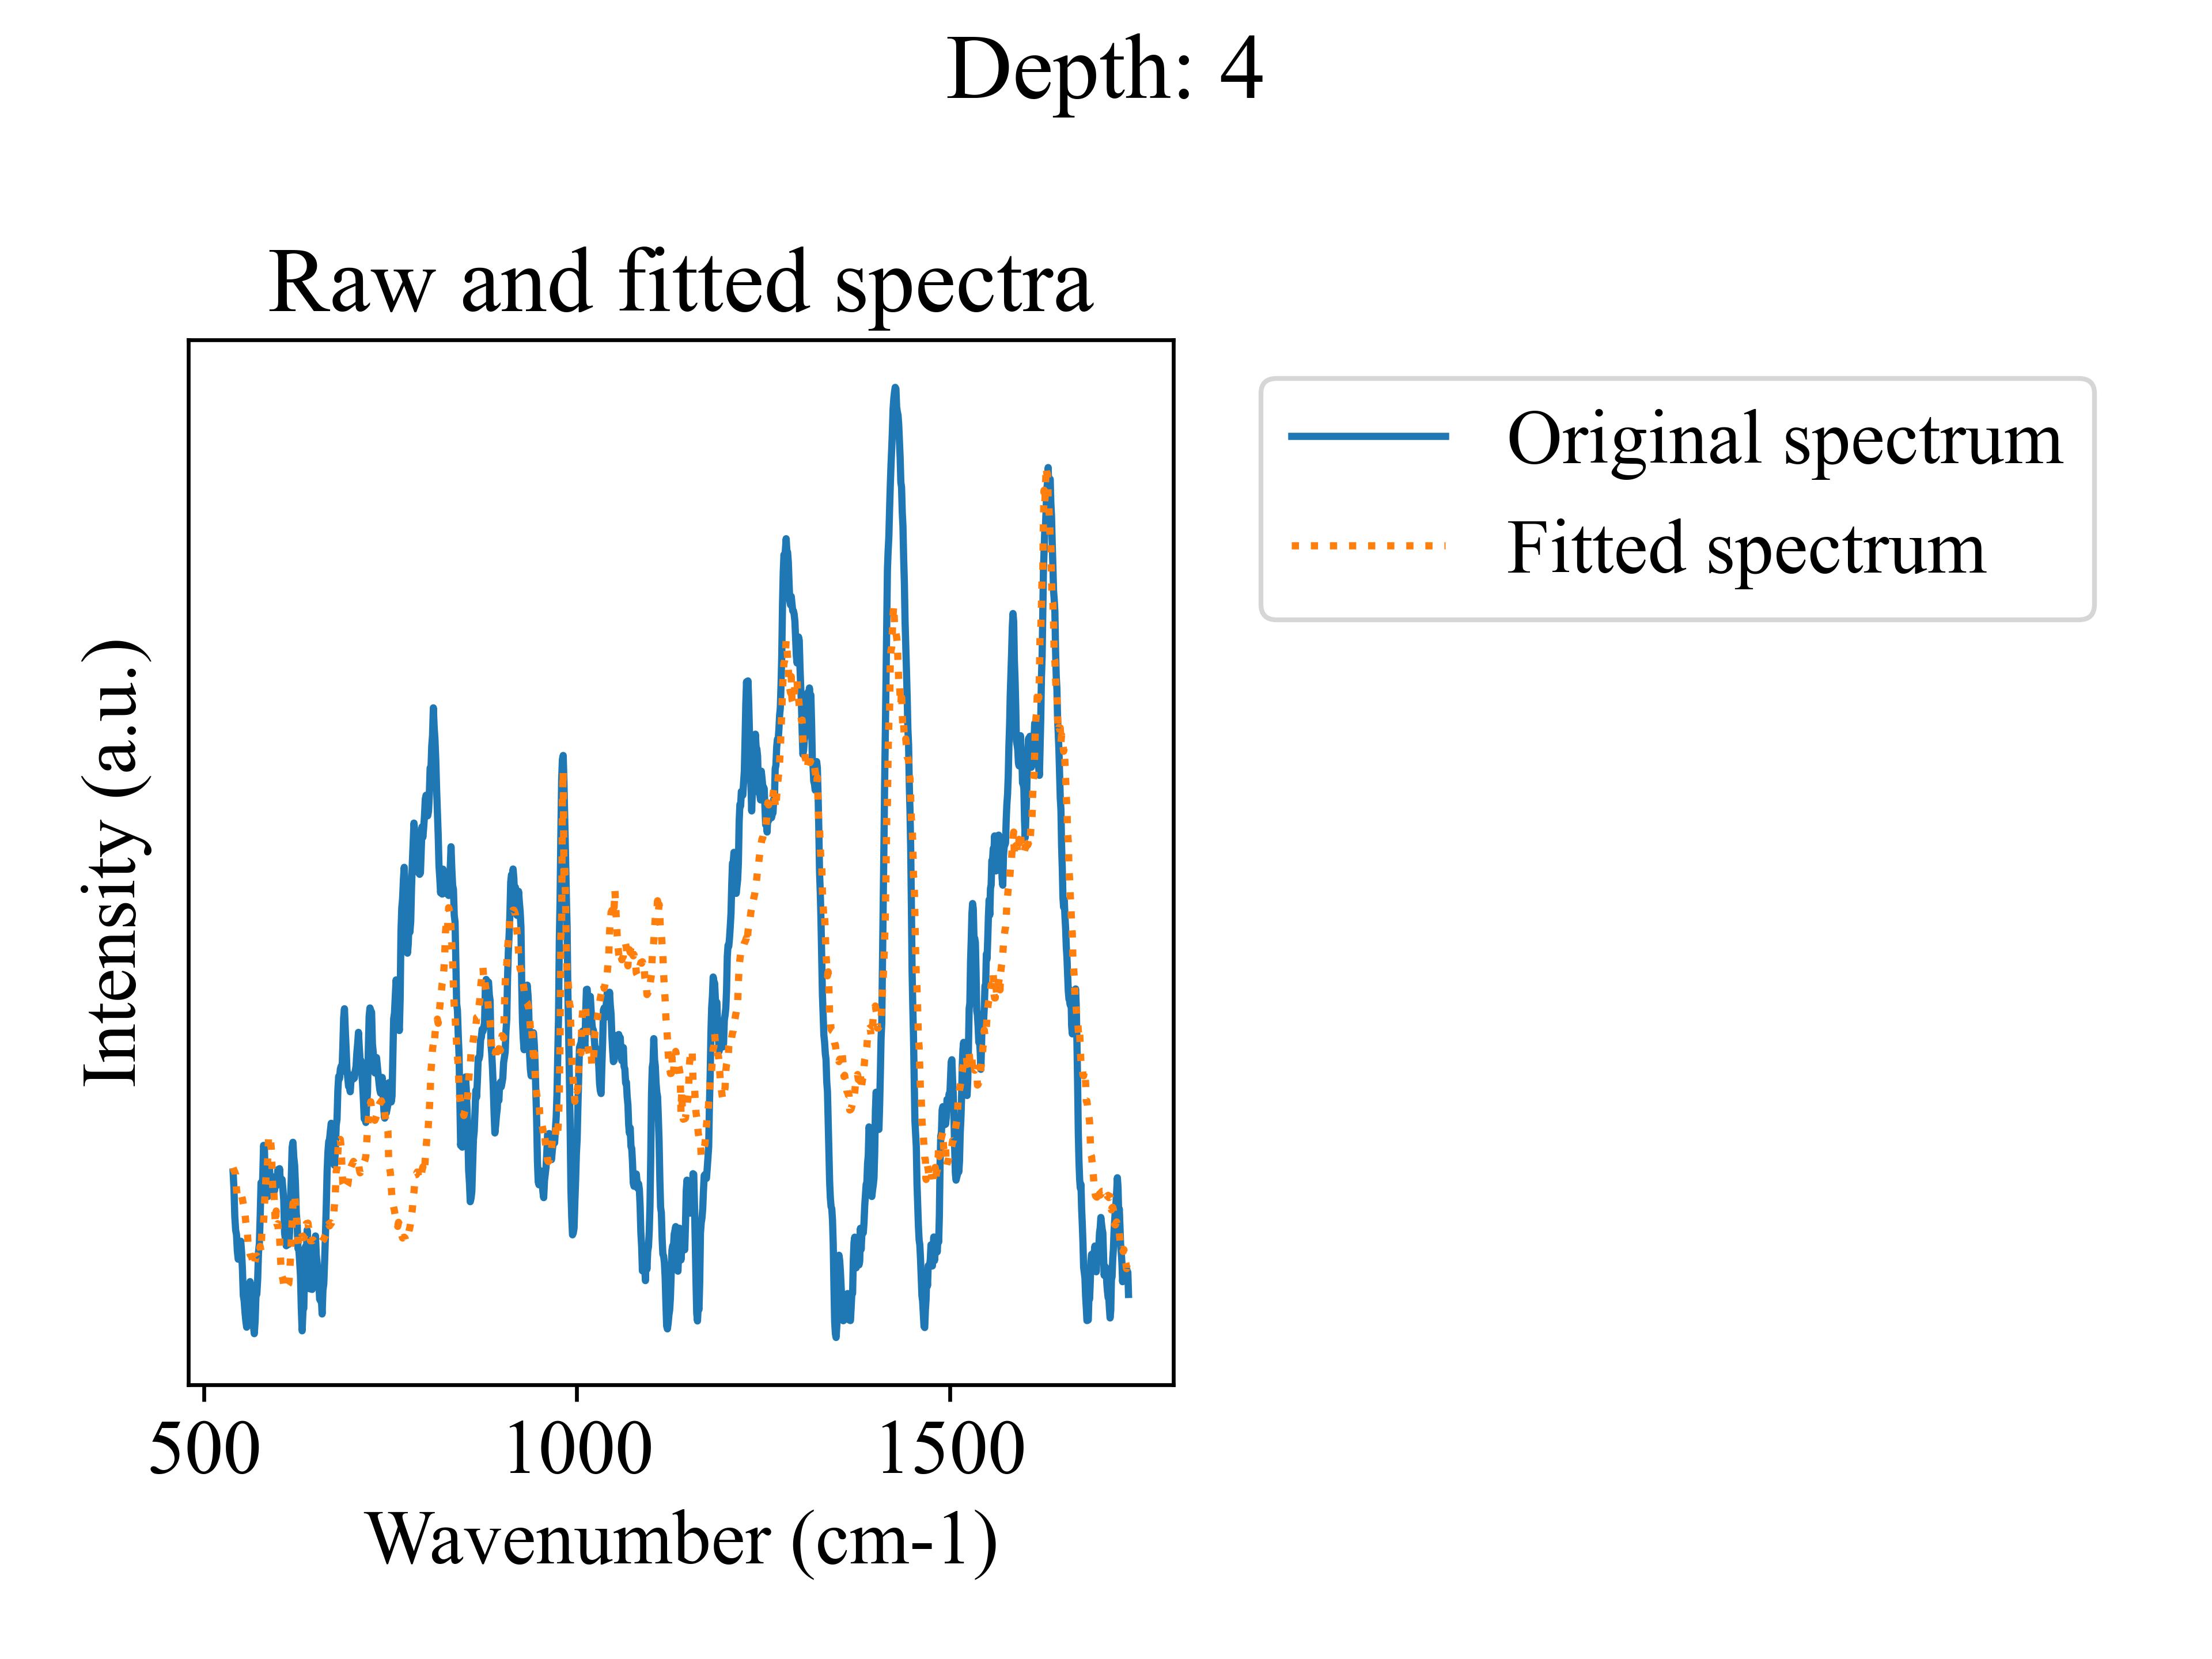 Depth: 4
Raw and fitted spectra
Original spectrum
Fitted spectrum
Intensity (a.u.)
500 1000 1500
Wavenumber (cm-1)